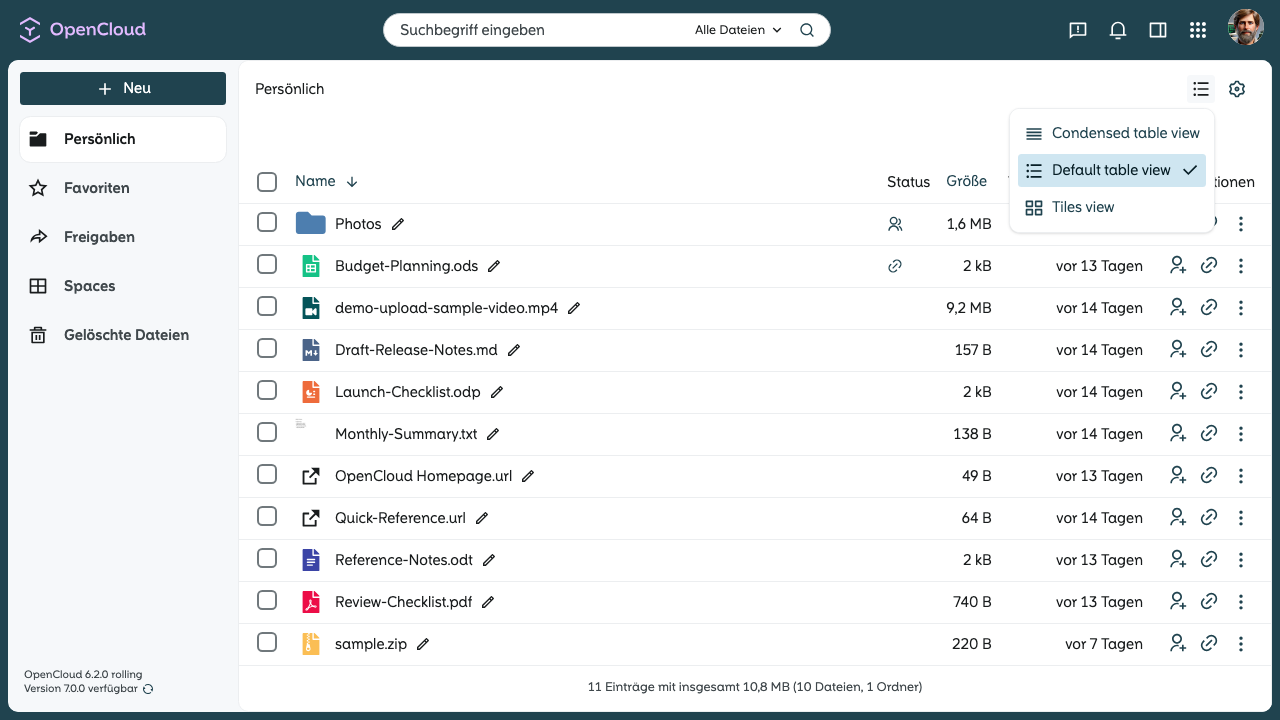 OpenCloud
Suchbegriff eingeben
Alle Dateien
Neu
Persönlich
Favoriten
Freigaben
Spaces
Gelöschte Dateien
OpenCloud 6.2.0 rolling
Version 7.0.0 verfügbar
Persönlich
Condensed table view
Default table view
Tiles view
Name Status Größe
Photos 1,6 MB
Budget-Planning.ods 2 kB vor 13 Tagen
demo-upload-sample-video.mp4 9,2 MB vor 14 Tagen
Draft-Release-Notes.md 157 B vor 14 Tagen
Launch-Checklist.odp 2 kB vor 14 Tagen
Monthly-Summary.txt 138 B vor 14 Tagen
OpenCloud Homepage.url 49 B vor 14 Tagen
Quick-Reference.url 64 B vor 14 Tagen
Reference-Notes.odt 2 kB vor 13 Tagen
Review-Checklist.pdf 740 B vor 13 Tagen
sample.zip 220 B vor 7 Tagen
11 Einträge mit insgesamt 10,8 MB (10 Dateien, 1 Ordner)